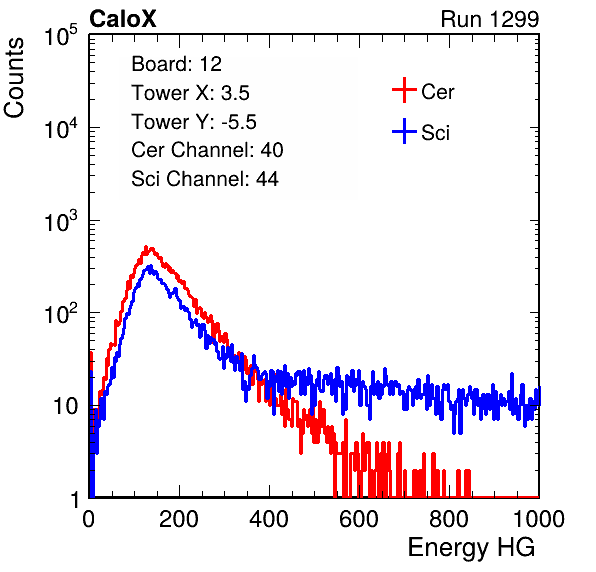 CaloX Run 1299
Counts
10^5
10^4
10^3
10^2
10
1
Board: 12
Tower X: 3.5
Tower Y: -5.5
Cer Channel: 40
Sci Channel: 44
Cer
Sci
0 200 400 600 800 1000
Energy HG